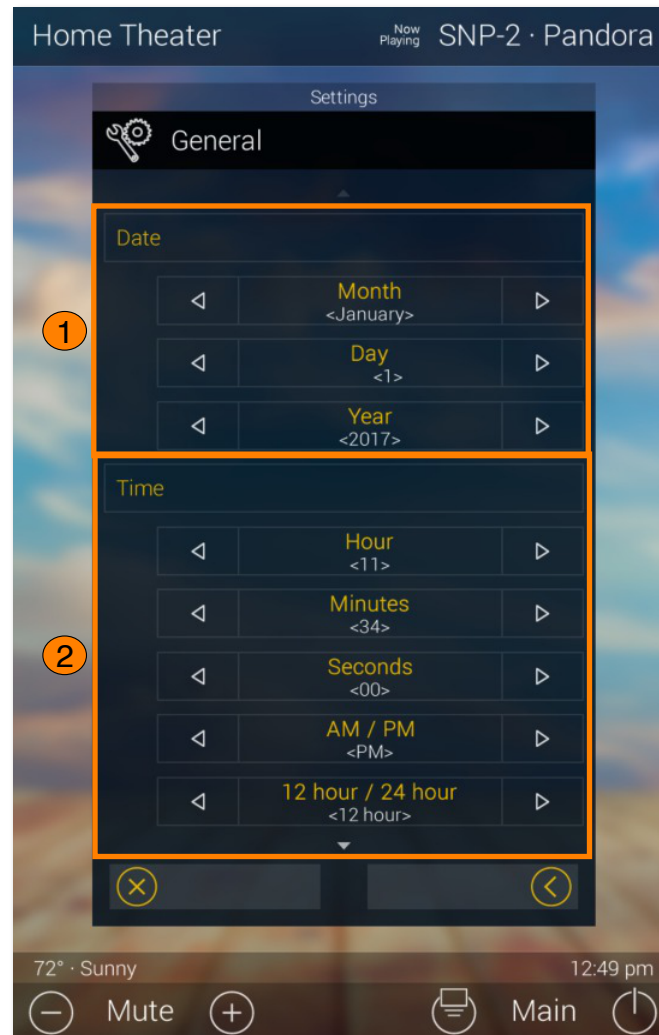 Home Theater
Now Playing SNP-2 · Pandora
Settings
General
Date
Month
<January>
Day
<1>
Year
<2017>
1
Time
Hour
<11>
Minutes
<34>
Seconds
<00>
AM / PM
<PM>
12 hour / 24 hour
<12 hour>
2
72° · Sunny
12:49 pm
Mute
Main